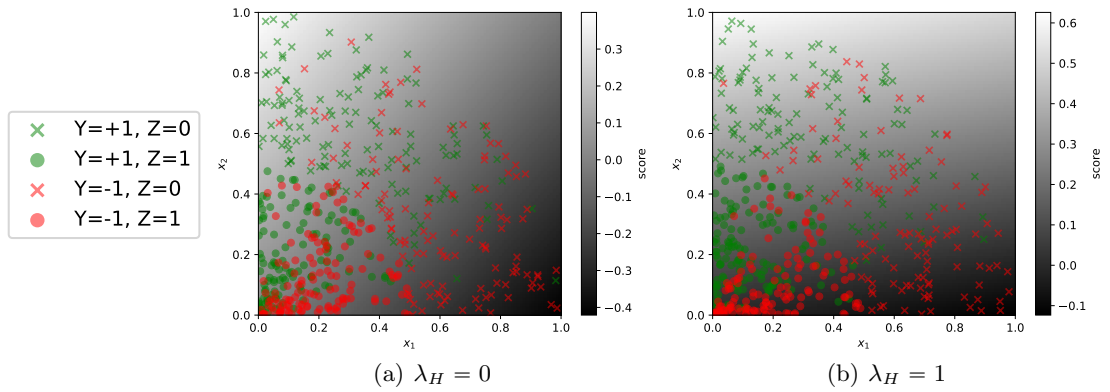 Y=+1, Z=0
Y=+1, Z=1
Y=-1, Z=0
Y=-1, Z=1
1.0
0.8
0.6
0.4
0.2
0.0
x₂
0.0 0.2 0.4 0.6 0.8 1.0
x₁
0.3
0.2
0.1
0.0
−0.1
−0.2
−0.3
−0.4
score
(a) λ_H = 0
1.0
0.8
0.6
0.4
0.2
0.0
x₂
0.0 0.2 0.4 0.6 0.8 1.0
x₁
0.6
0.5
0.4
0.3
0.2
0.1
0.0
−0.1
score
(b) λ_H = 1